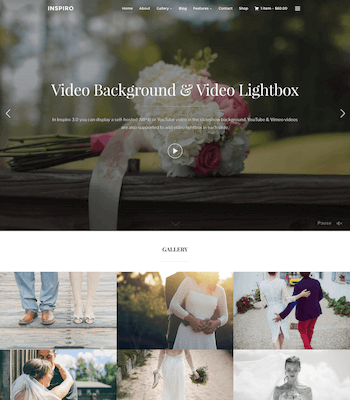 INSPIRO
Home About Gallery Blog Features Contact Shop 1 item - $60.00
Video Background & Video Lightbox
In Inspiro 3.0 you can display a self-hosted (MP4) or YouTube video in the slideshow background. YouTube & Vimeo videos
are also supported to add video lightbox in each slide.
Pause
GALLERY